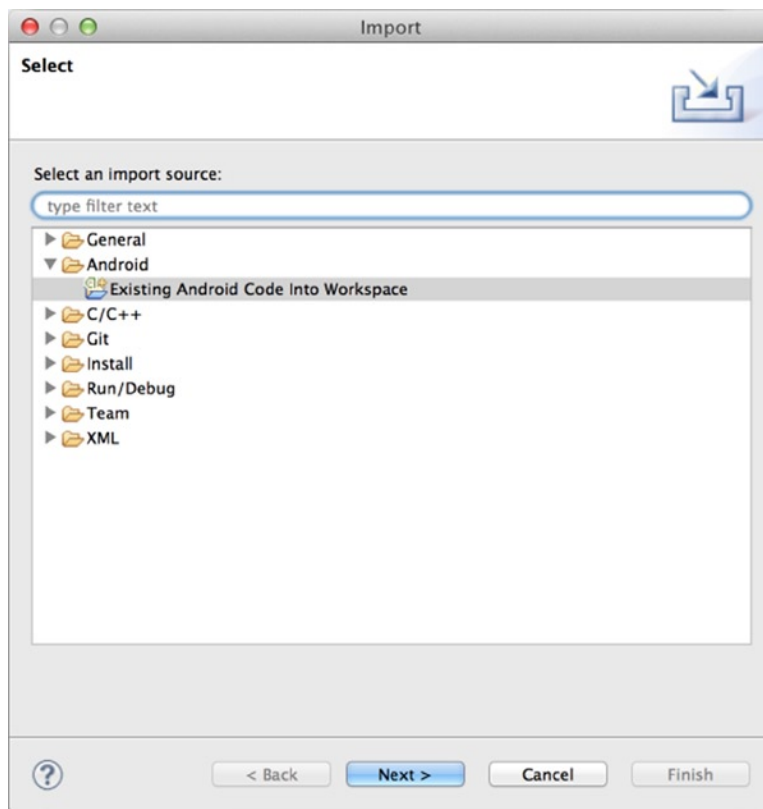 Import
Select
Select an import source:
type filter text
General
Android
Existing Android Code Into Workspace
C/C++
Git
Install
Run/Debug
Team
XML
?
< Back
Next >
Cancel
Finish